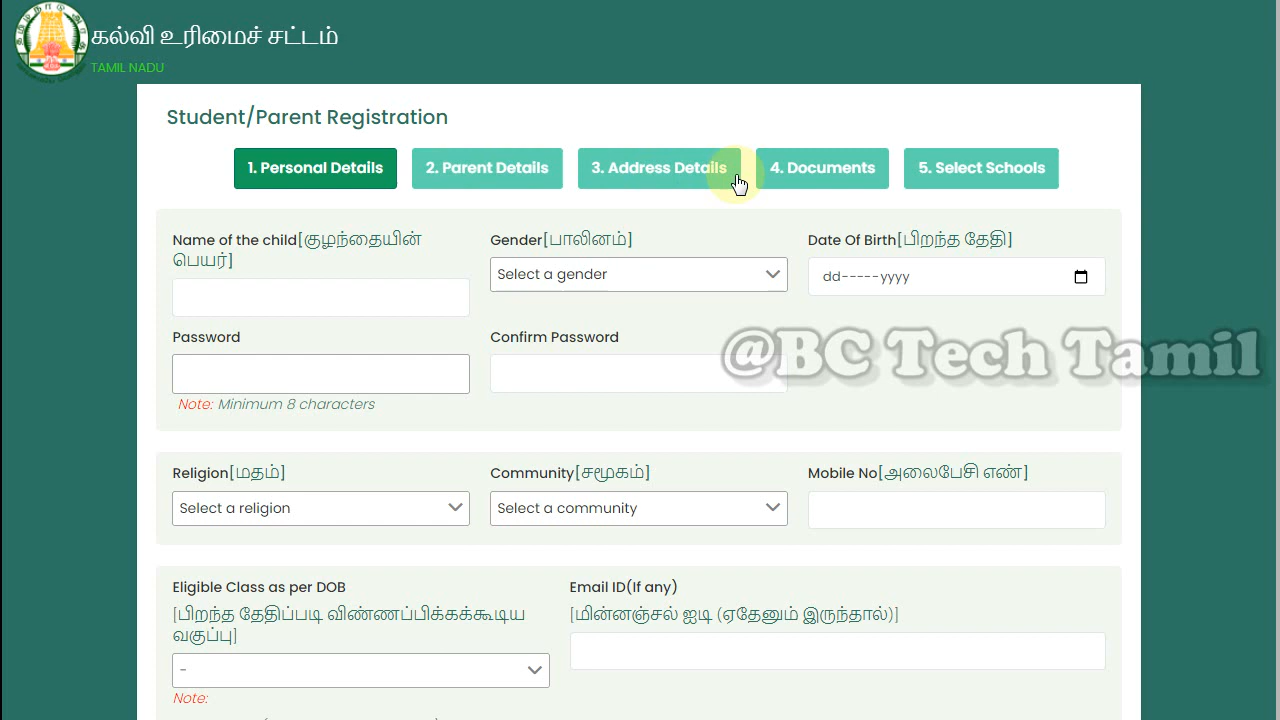 கல்வி உரிமைச் சட்டம்
TAMIL NADU
Student/Parent Registration
1. Personal Details
2. Parent Details
3. Address Details
4. Documents
5. Select Schools
Name of the child[குழந்தையின்
பெயர்]
Gender[பாலினம்]
Select a gender
Date Of Birth[பிறந்த தேதி]
dd-----yyyy
Password
Confirm Password
@BC Tech Tamil
Note: Minimum 8 characters
Religion[மதம்]
Select a religion
Community[சமூகம்]
Select a community
Mobile No[அலைபேசி எண்]
Eligible Class as per DOB
[பிறந்த தேதிப்படி விண்ணப்பிக்கக்கூடிய
வகுப்பு]
-
Email ID(If any)
[மின்னஞ்சல் ஐடி (ஏதேனும் இருந்தால்)]
Note: